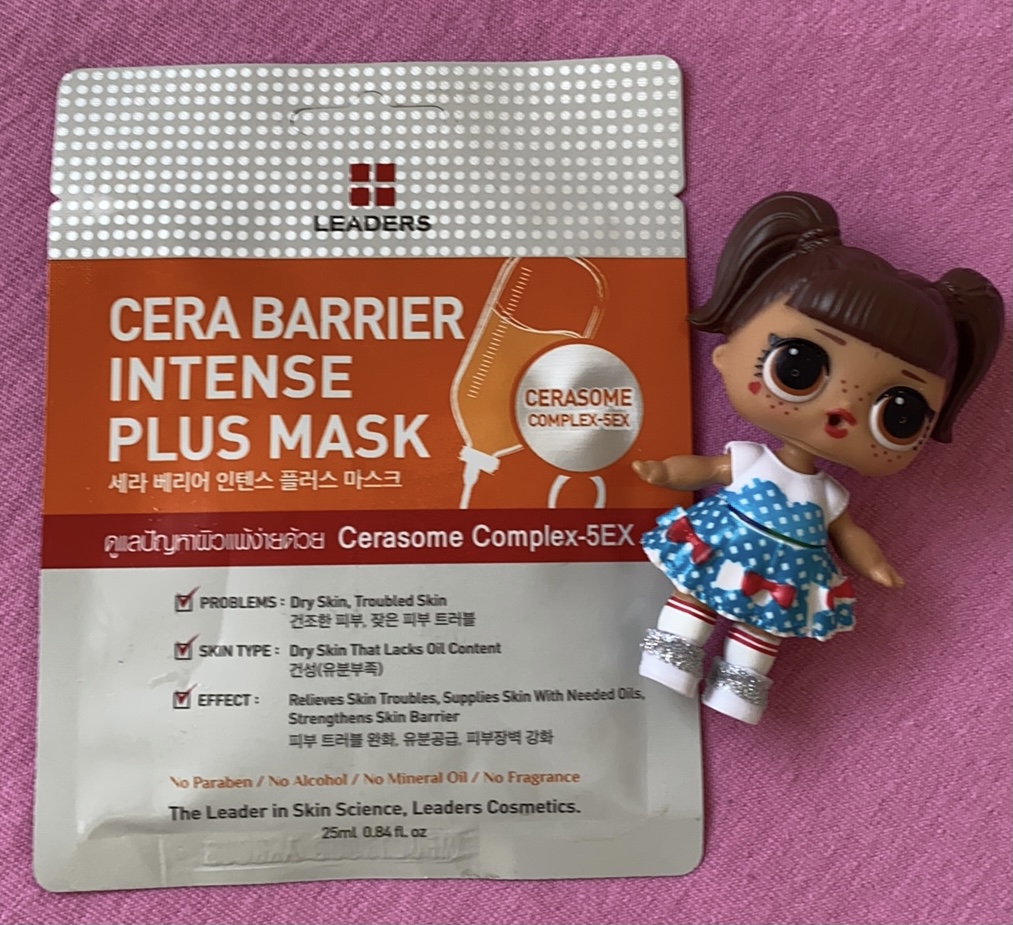 LEADERS
CERA BARRIER
INTENSE
PLUS MASK
세라 베리어 인텐스 플러스 마스크
CERASOME
COMPLEX-5EX
ดูแลปัญหาผิวแพ้ง่ายด้วย Cerasome Complex-5EX
PROBLEMS : Dry Skin, Troubled Skin
건조한 피부, 잦은 피부 트러블
SKIN TYPE : Dry Skin That Lacks Oil Content
건성(유분부족)
EFFECT : Relieves Skin Troubles, Supplies Skin With Needed Oils,
Strengthens Skin Barrier
피부 트러블 완화, 유분공급, 피부장벽 강화
No Paraben / No Alcohol / No Mineral Oil / No Fragrance
The Leader in Skin Science, Leaders Cosmetics.
25ml 0.84 fl. oz